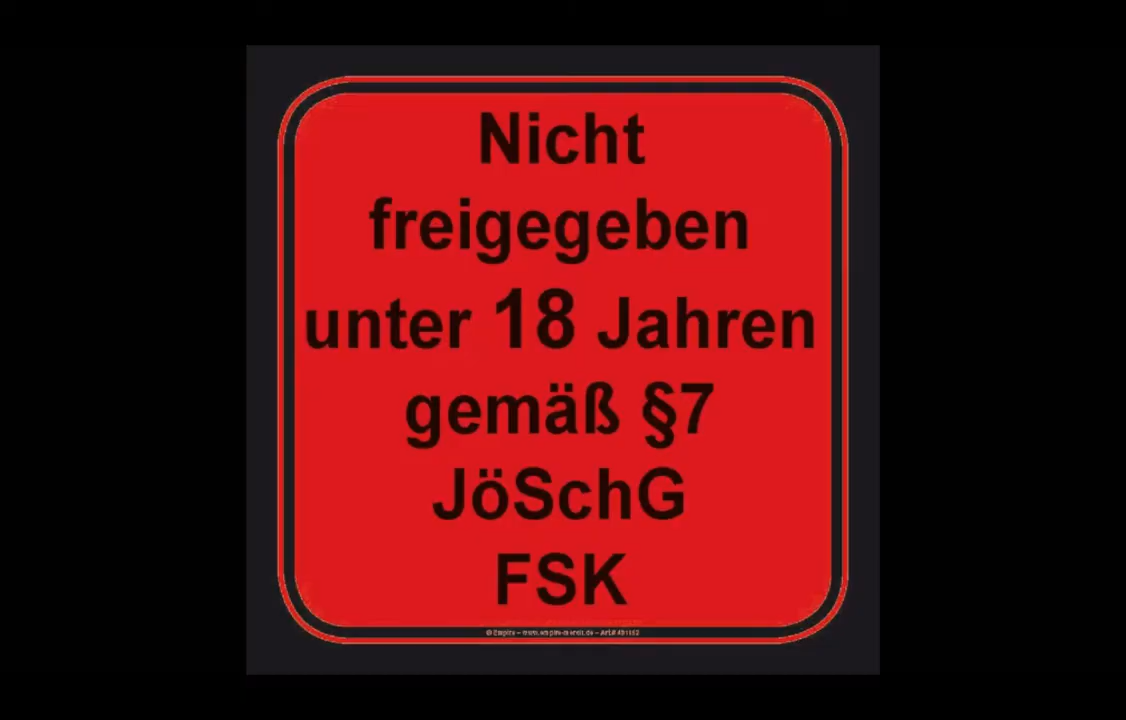 Nicht
freigegeben
unter 18 Jahren
gemäß §7
JöSchG
FSK